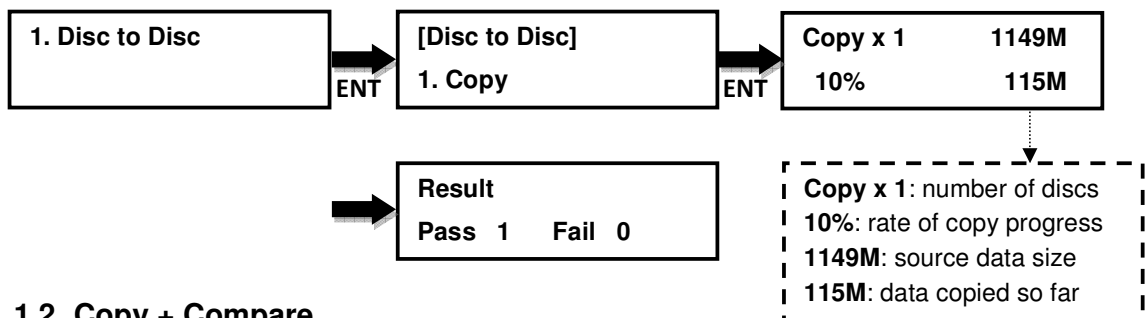 1. Disc to Disc
ENT
[Disc to Disc]
1. Copy
ENT
Copy x 1 1149M
10% 115M
Result
Pass 1 Fail 0
Copy x 1: number of discs
10%: rate of copy progress
1149M: source data size
115M: data copied so far
1.2. Copy + Compare